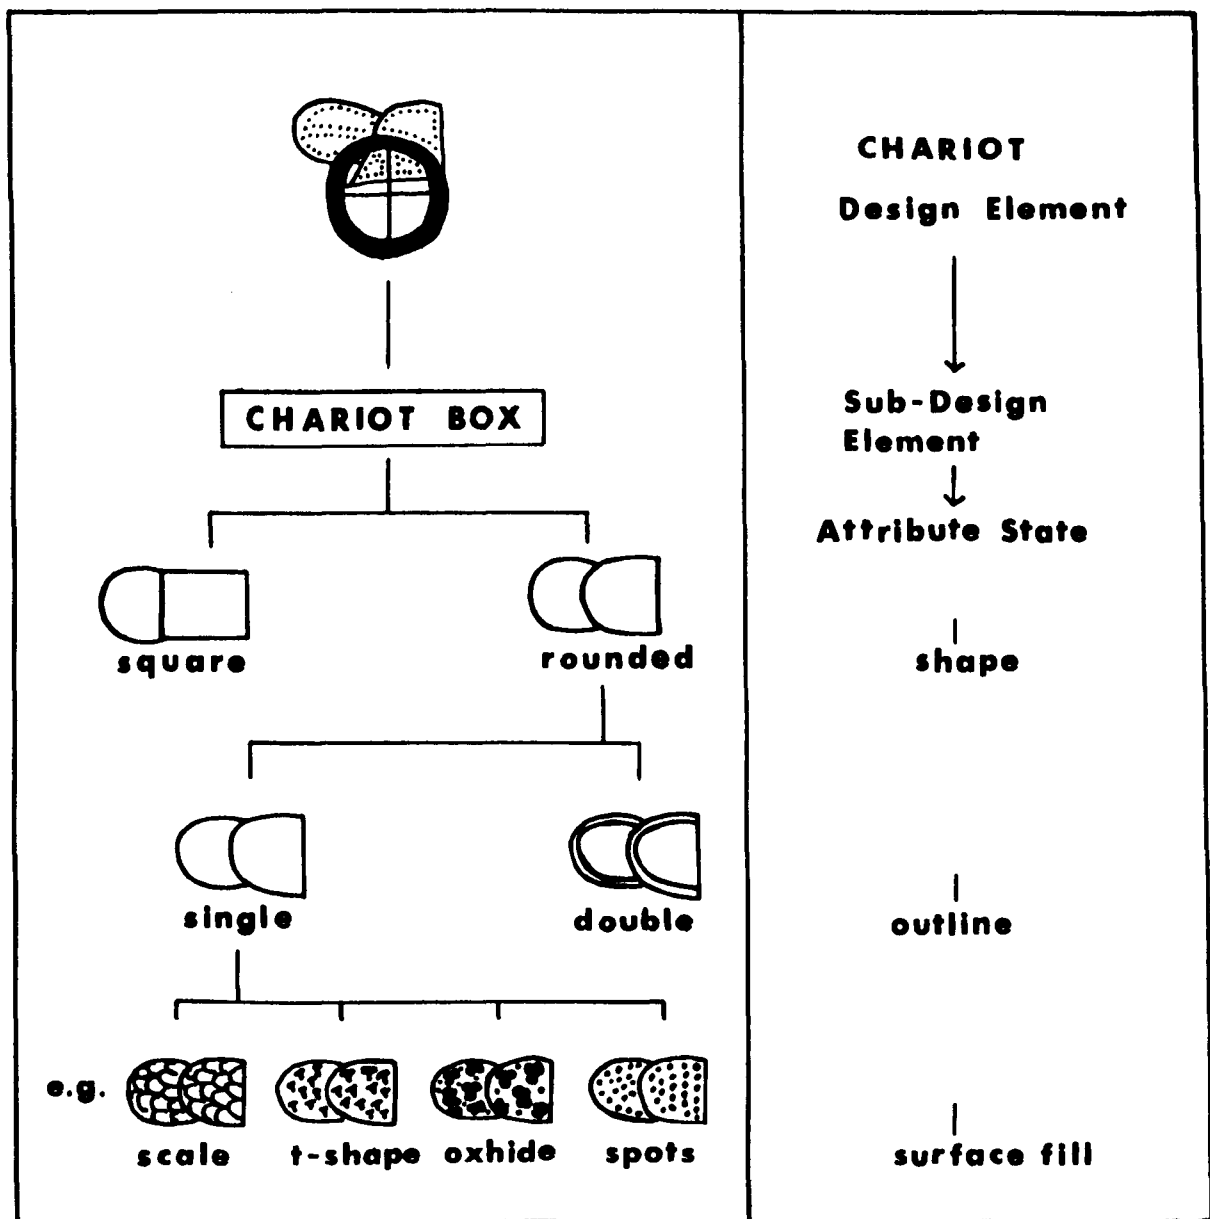 CHARIOT
Design Element
CHARIOT BOX
Sub-Design
Element
Attribute State
square
rounded
shape
single
double
outline
e.g.
scale
t-shape
oxhide
spots
surface fill